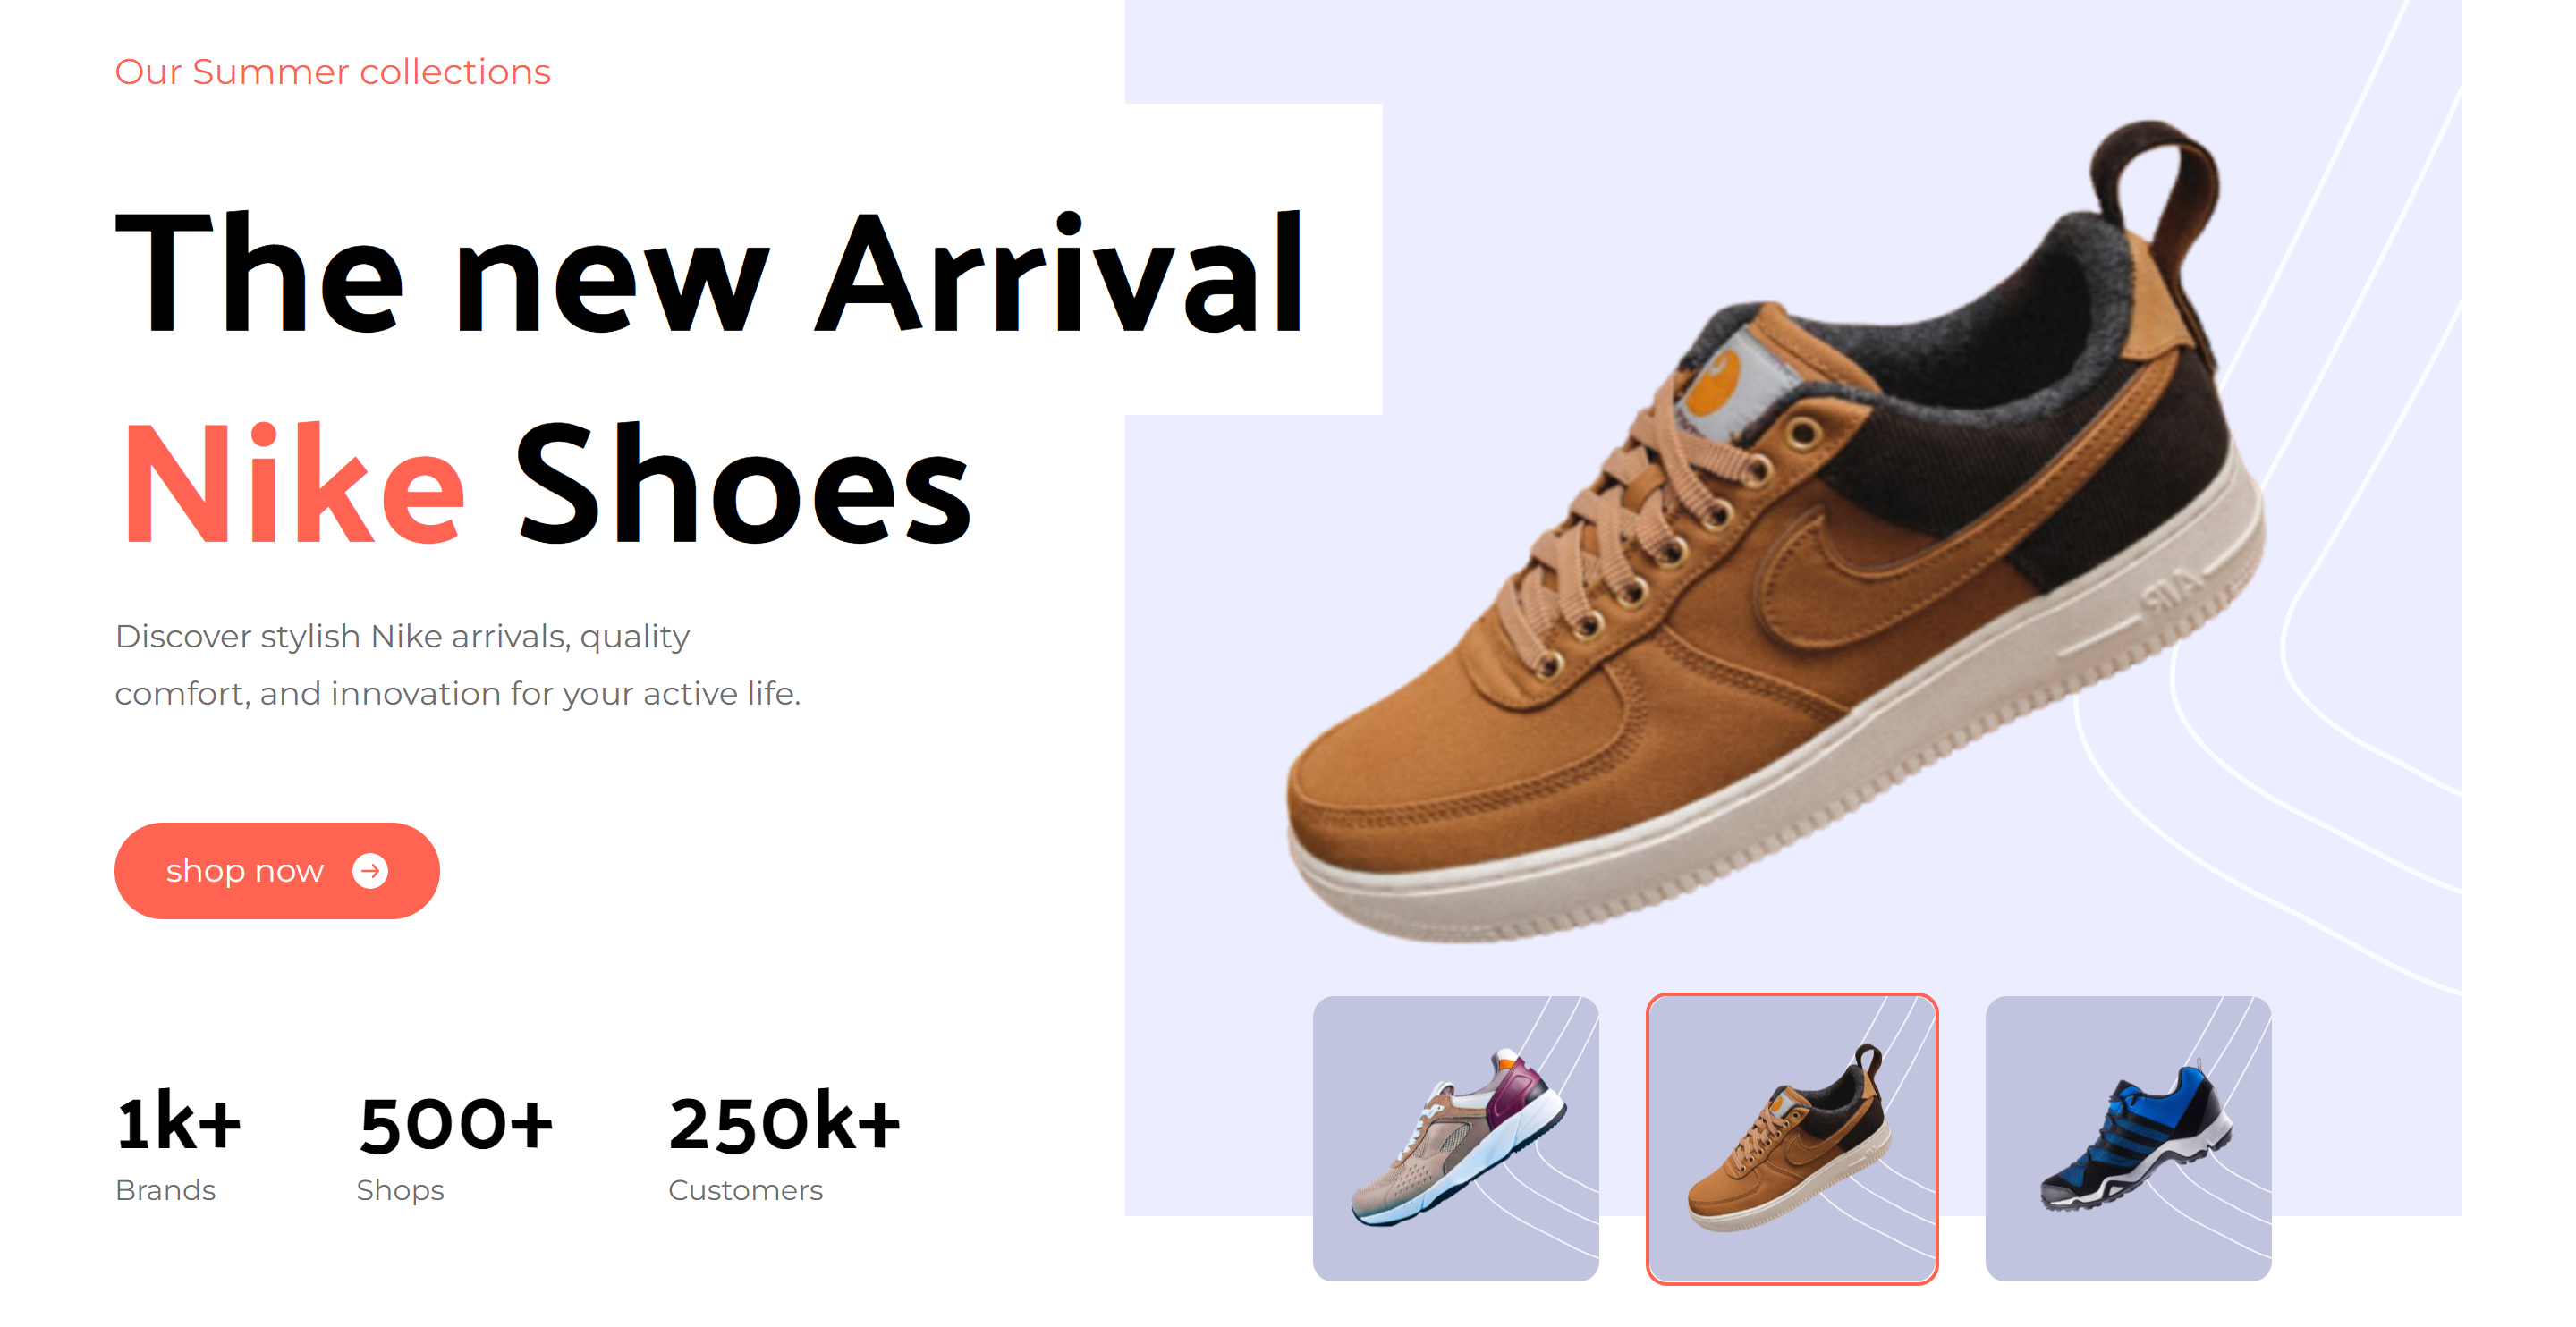 Our Summer collections
The new Arrival
Nike Shoes
Discover stylish Nike arrivals, quality
comfort, and innovation for your active life.
shop now
1k+ 500+ 250k+
Brands Shops Customers
AIR